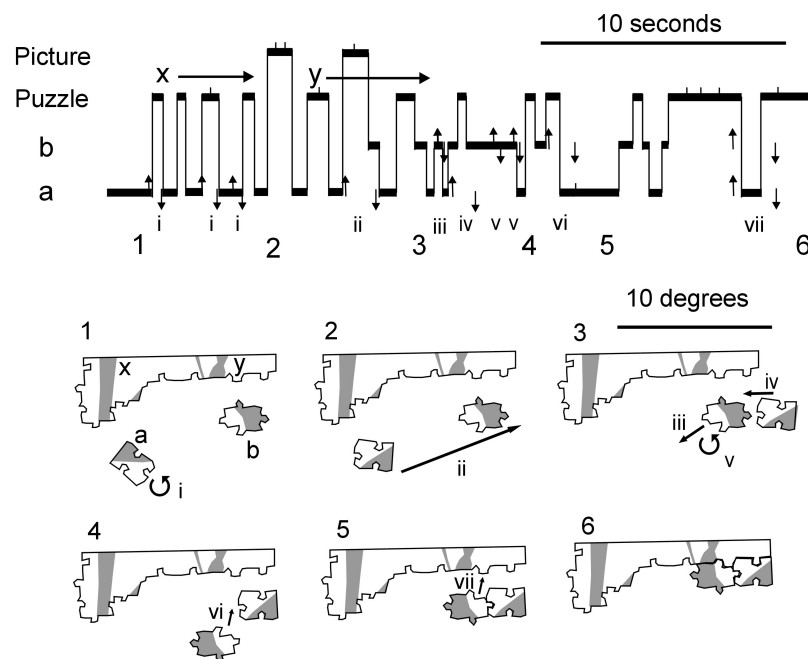 10 seconds
Picture
x y
Puzzle
b
a
i i i ii iii iv v v vi vii
1 2 3 4 5 6
10 degrees
1 2 3
x y
iv
a b iii
i ii v
4 5 6
vii
vi